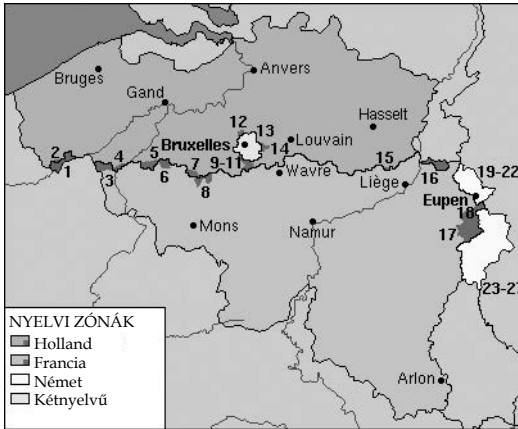 Bruges
Anvers
Gand
Hasselt
12
13
Bruxelles
14
Louvain
2
1
4
3
5
6
7
8
9-
10-11
Wavre
15
Liège
16
19-22
Eupen
18
17
Mons
Namur
23-27
Arlon
NYELVI ZÓNÁK
Holland
Francia
Német
Kétnyelvű